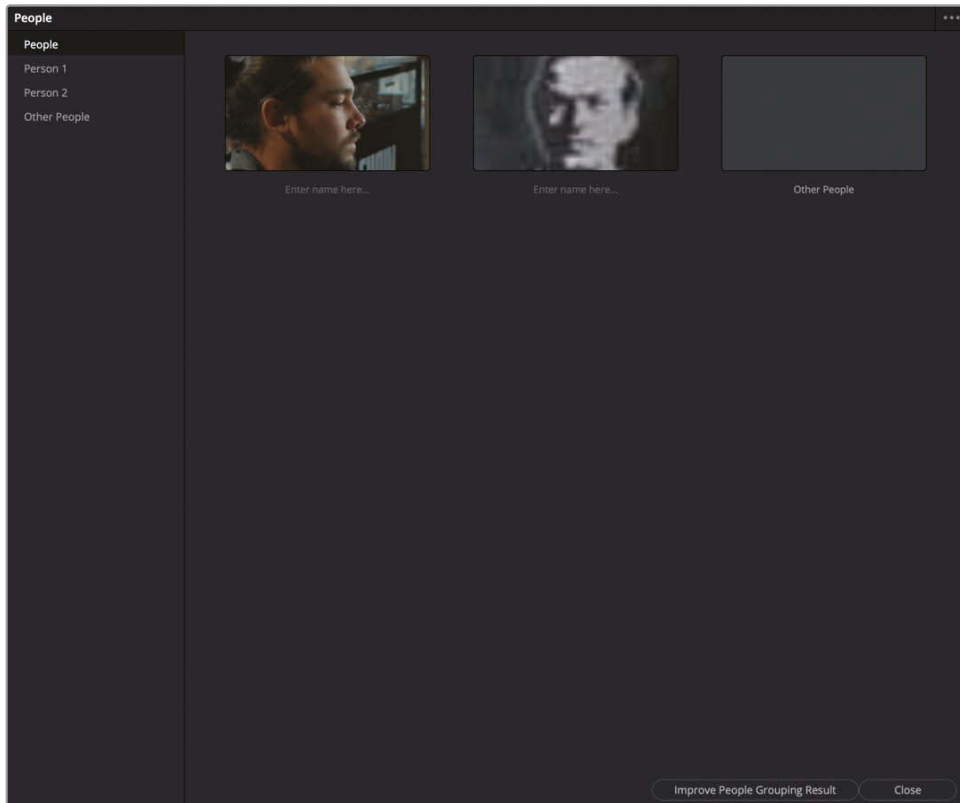 People
People
Person 1
Person 2
Other People
Enter name here...
Enter name here...
Other People
Improve People Grouping Result
Close